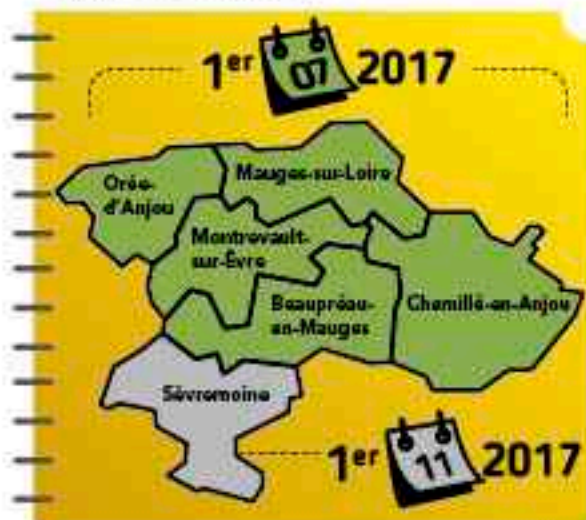 1er 07 2017
Orée-
d'Anjou
Mauges-sur-Loire
Montrevault-
sur-Èvre
Beaupréau-
en-Mauges
Chemillé-en-Anjou
Sèvremoine
1er 11 2017